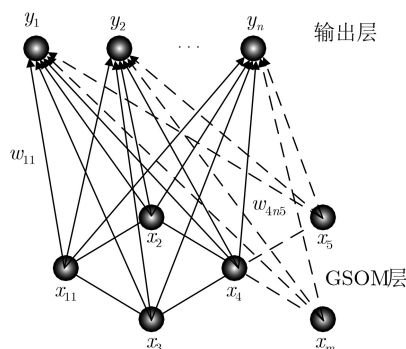 y₁ y₂ ··· yₙ 输出层
w₁₁
w₄ₙ₅
x₂ x₅
x₁₁ x₄ GSOM层
x₃ xₘ